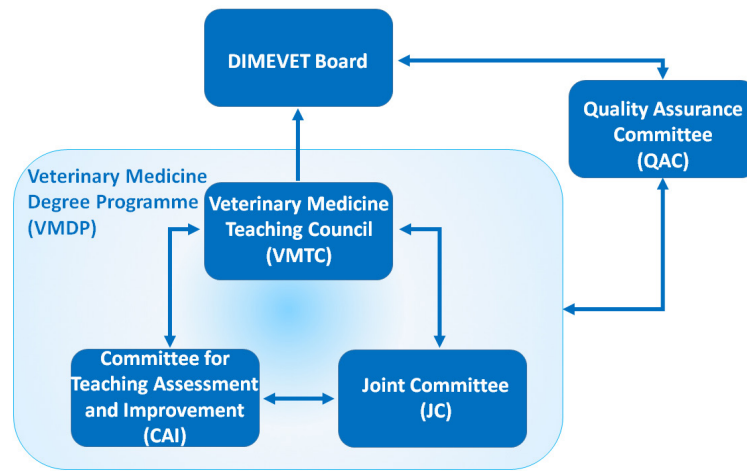 DIMEVET Board
Quality Assurance
Committee
(QAC)
Veterinary Medicine
Degree Programme
(VMDP)
Veterinary Medicine
Teaching Council
(VMTC)
Committee for
Teaching Assessment
and Improvement
(CAI)
Joint Committee
(JC)